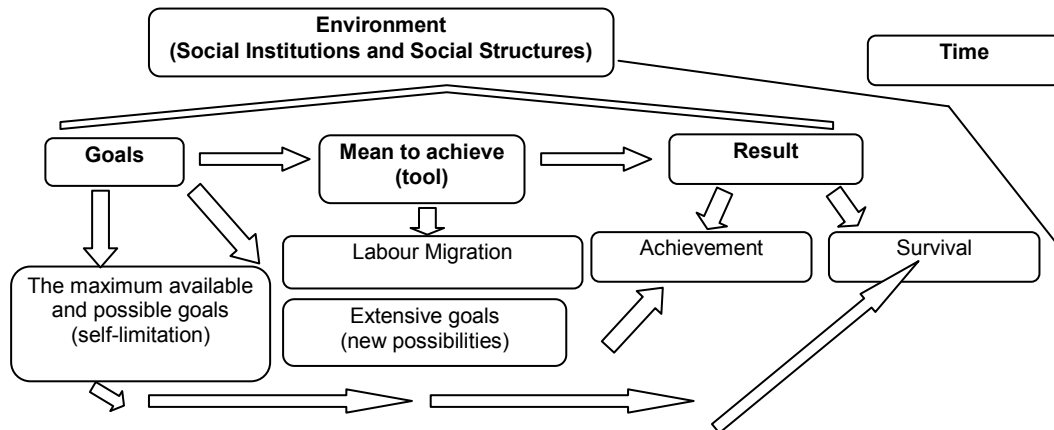 Environment
(Social Institutions and Social Structures)
Time
Goals
Mean to achieve
(tool)
Result
Labour Migration
Achievement
Survival
The maximum available
and possible goals
(self-limitation)
Extensive goals
(new possibilities)